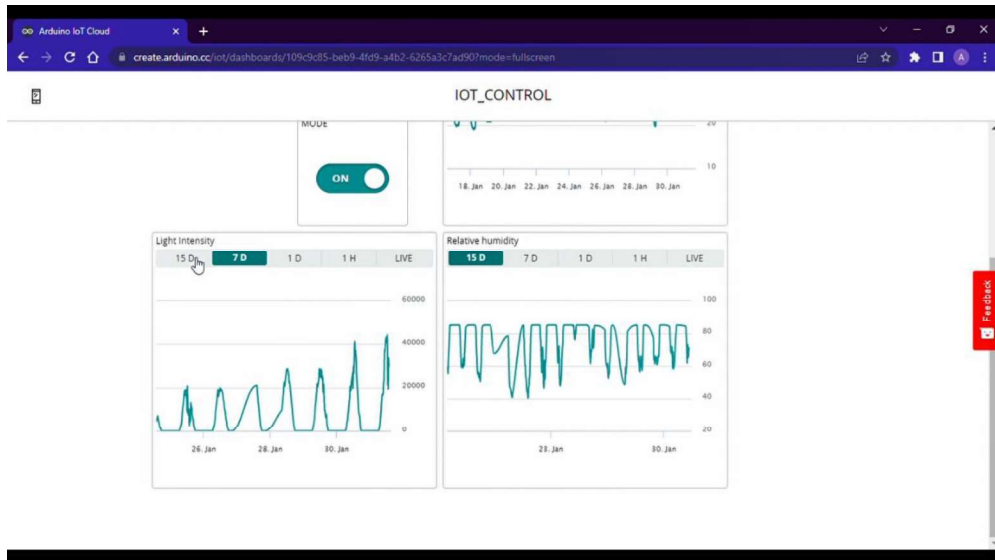 Arduino IoT Cloud
create.arduino.cc/iot/dashboards/109c9c85-beb9-4fd9-a4b2-6265a3c7ad90?mode=fullscreen
A
IOT_CONTROL
MODE
ON
20
10
18. Jan 20. Jan 22. Jan 24. Jan 26. Jan 28. Jan 30. Jan
Light Intensity
15 D 7 D 1 D 1 H LIVE
60000
40000
20000
0
26. Jan 28. Jan 30. Jan
Relative humidity
15 D 7 D 1 D 1 H LIVE
100
80
60
40
20
23. Jan 30. Jan
Feedback